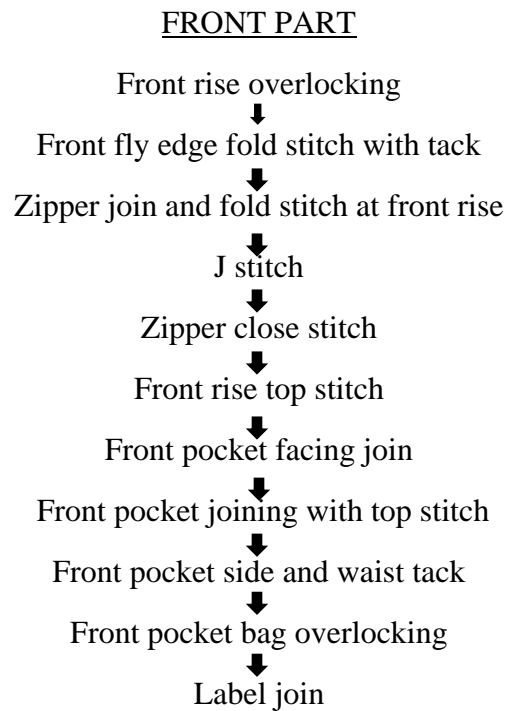 FRONT PART
Front rise overlocking
Front fly edge fold stitch with tack
Zipper join and fold stitch at front rise
J stitch
Zipper close stitch
Front rise top stitch
Front pocket facing join
Front pocket joining with top stitch
Front pocket side and waist tack
Front pocket bag overlocking
Label join